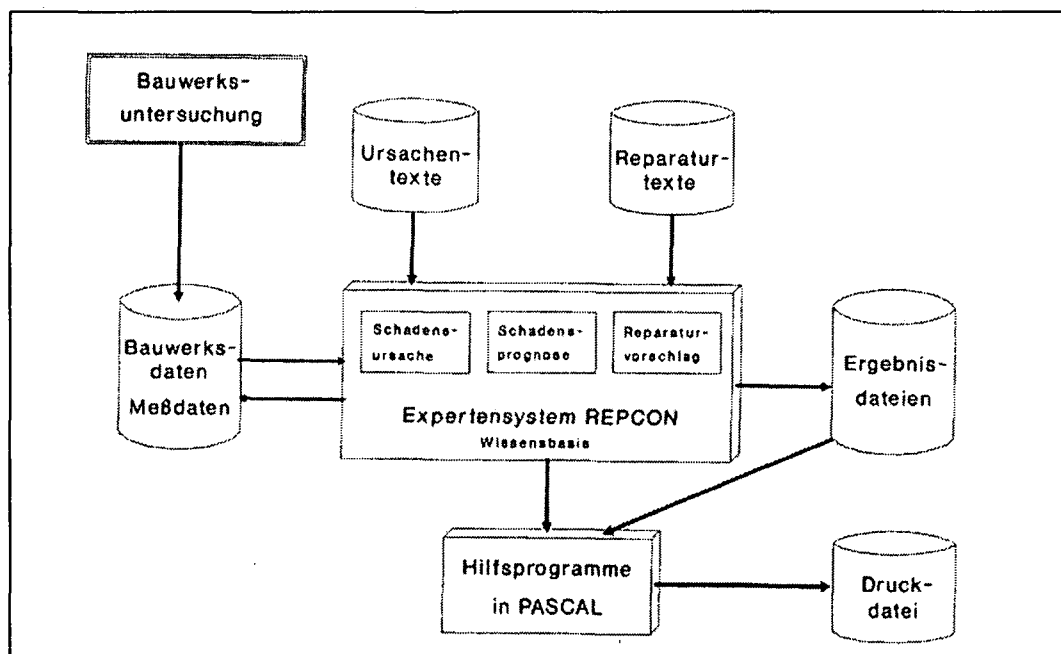 Bauwerks-
untersuchung
Ursachen-
texte
Reparatur-
texte
Bauwerks-
daten
Meßdaten
Schadens-
ursache
Schadens-
prognose
Reparatur-
vorschlag
Expertensystem REPCON
Wissensbasis
Ergebnis-
dateien
Hilfsprogramme
in PASCAL
Druck-
datei